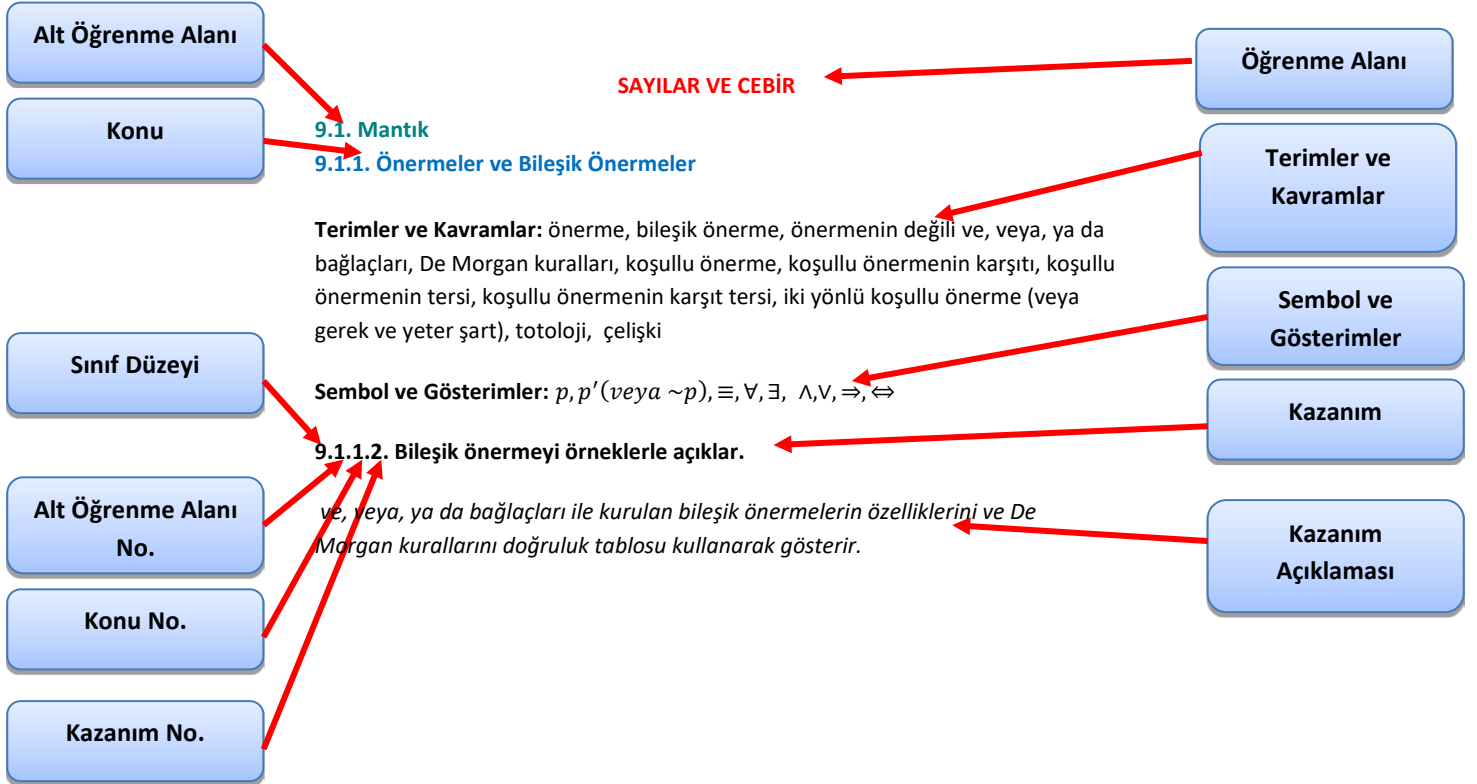 Alt Öğrenme Alanı
Öğrenme Alanı
SAYILAR VE CEBİR
Konu
9.1. Mantık
9.1.1. Önermeler ve Bileşik Önermeler
Terimler ve
Kavramlar
Terimler ve Kavramlar: önerme, bileşik önerme, önermenin değili ve, veya, ya da
bağlaçları, De Morgan kuralları, koşullu önerme, koşullu önermenin karşıtı, koşullu
önermenin tersi, koşullu önermenin karşıt tersi, iki yönlü koşullu önerme (veya
gerek ve yeter şart), totoloji, çelişki
Sembol ve
Gösterimler
Sınıf Düzeyi
Sembol ve Gösterimler: p, p′(veya ~p), ≡, ∀, ∃, ∧,∨, ⇒, ⇔
Kazanım
9.1.1.2. Bileşik önermeyi örneklerle açıklar.
Alt Öğrenme Alanı
No.
ve, veya, ya da bağlaçları ile kurulan bileşik önermelerin özelliklerini ve De
Morgan kurallarını doğruluk tablosu kullanarak gösterir.
Kazanım
Açıklaması
Konu No.
Kazanım No.